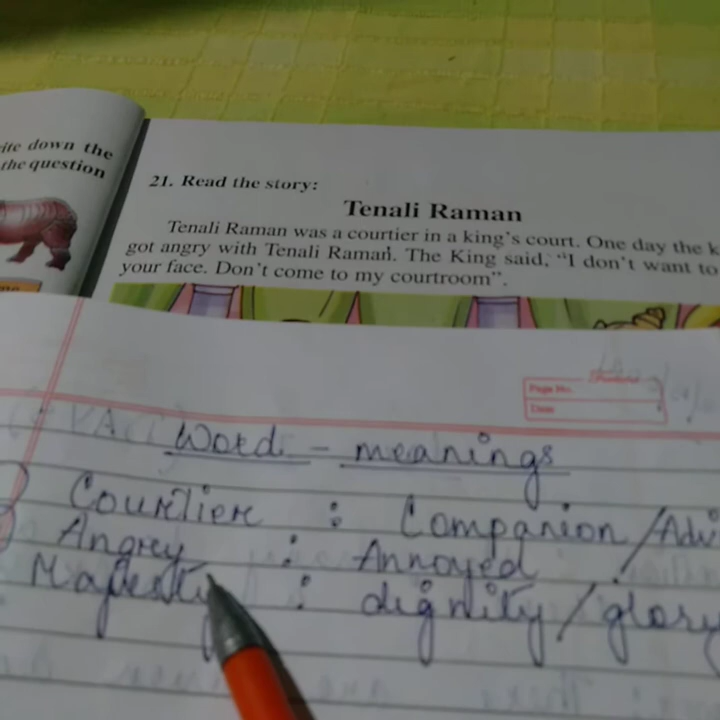 ite down the
the question
21. Read the story:
Tenali Raman
Tenali Raman was a courtier in a king's court. One day the k
got angry with Tenali Raman. The King said, "I don't want to
your face. Don't come to my courtroom".
Page No.
Date
Word - meanings
Courtier : Companion / Advi
Angry : Annoyed
Majesty : dignity / glory